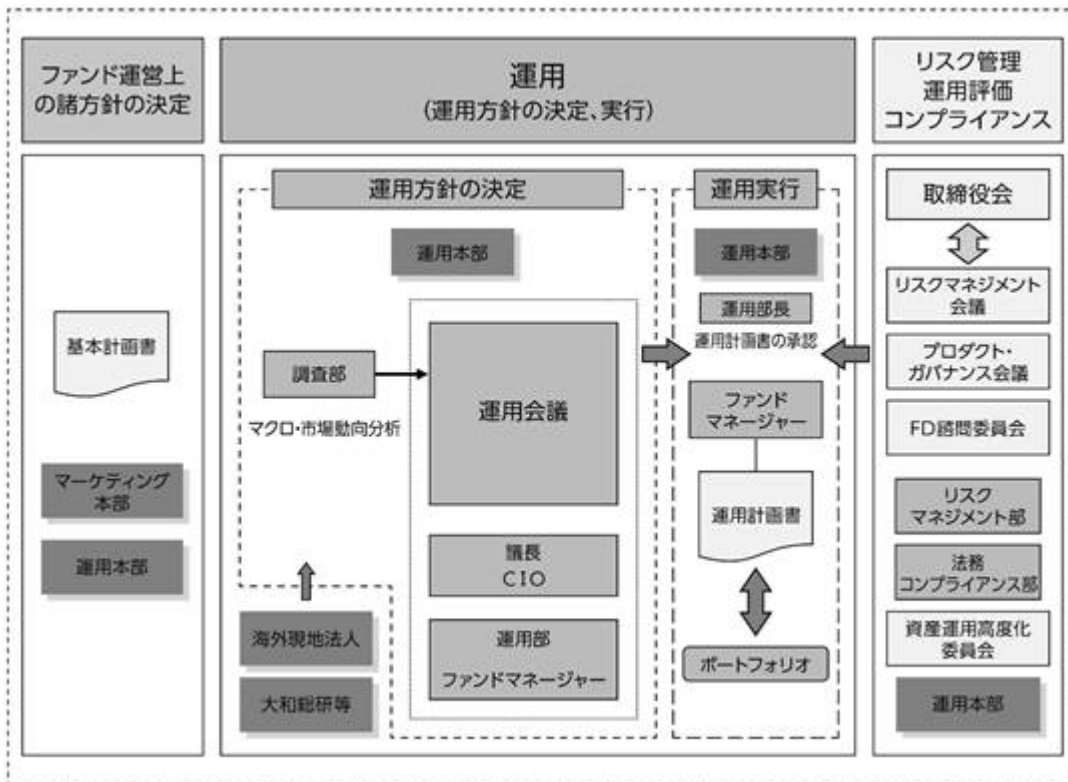 ファンド運営上
の諸方針の決定
基本計画書
マーケティング
本部
運用本部
運用
(運用方針の決定、実行)
運用方針の決定
運用本部
調査部
マクロ・市場動向分析
運用会議
議長
CIO
運用部
ファンドマネージャー
海外現地法人
大和総研等
運用実行
運用本部
運用部長
運用計画書の承認
ファンド
マネージャー
運用計画書
ポートフォリオ
リスク管理
運用評価
コンプライアンス
取締役会
リスクマネジメント
会議
プロダクト・
ガバナンス会議
FD諮問委員会
リスク
マネジメント部
法務
コンプライアンス部
資産運用高度化
委員会
運用本部